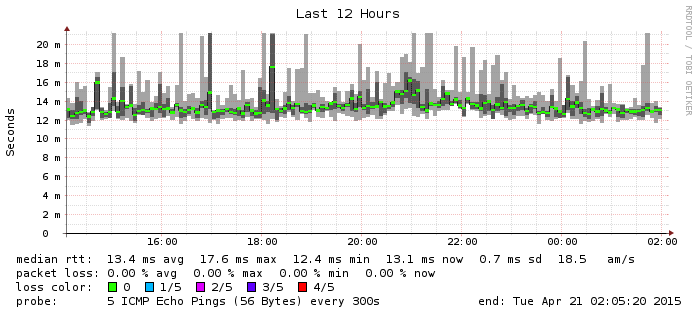 Last 12 Hours
RRDTOOL / TOBI OETIKER
Seconds
20 m
18 m
16 m
14 m
12 m
10 m
8 m
6 m
4 m
2 m
0
16:00 18:00 20:00 22:00 00:00 02:00
median rtt: 13.4 ms avg 17.6 ms max 12.4 ms min 13.1 ms now 0.7 ms sd 18.5 am/s
packet loss: 0.00 % avg 0.00 % max 0.00 % min 0.00 % now
loss color: 0 1/5 2/5 3/5 4/5
probe: 5 ICMP Echo Pings (56 Bytes) every 300s end: Tue Apr 21 02:05:20 2015